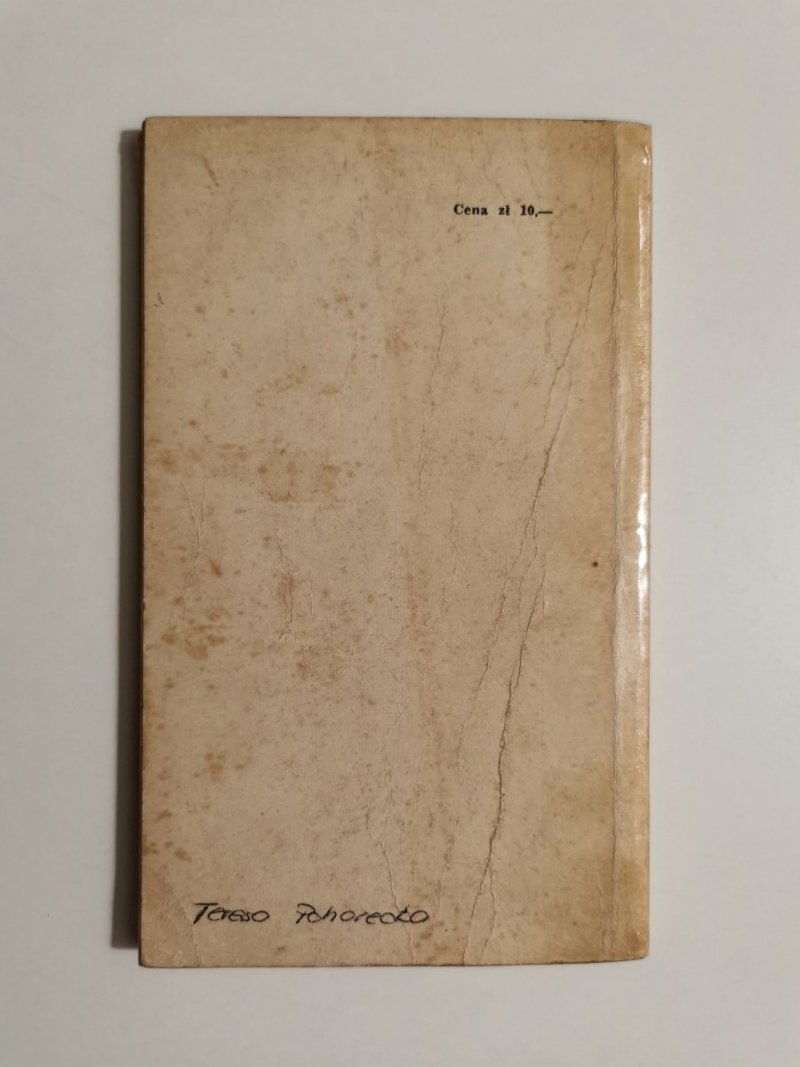 Cena zł 10,—
Teresa Pohorecka